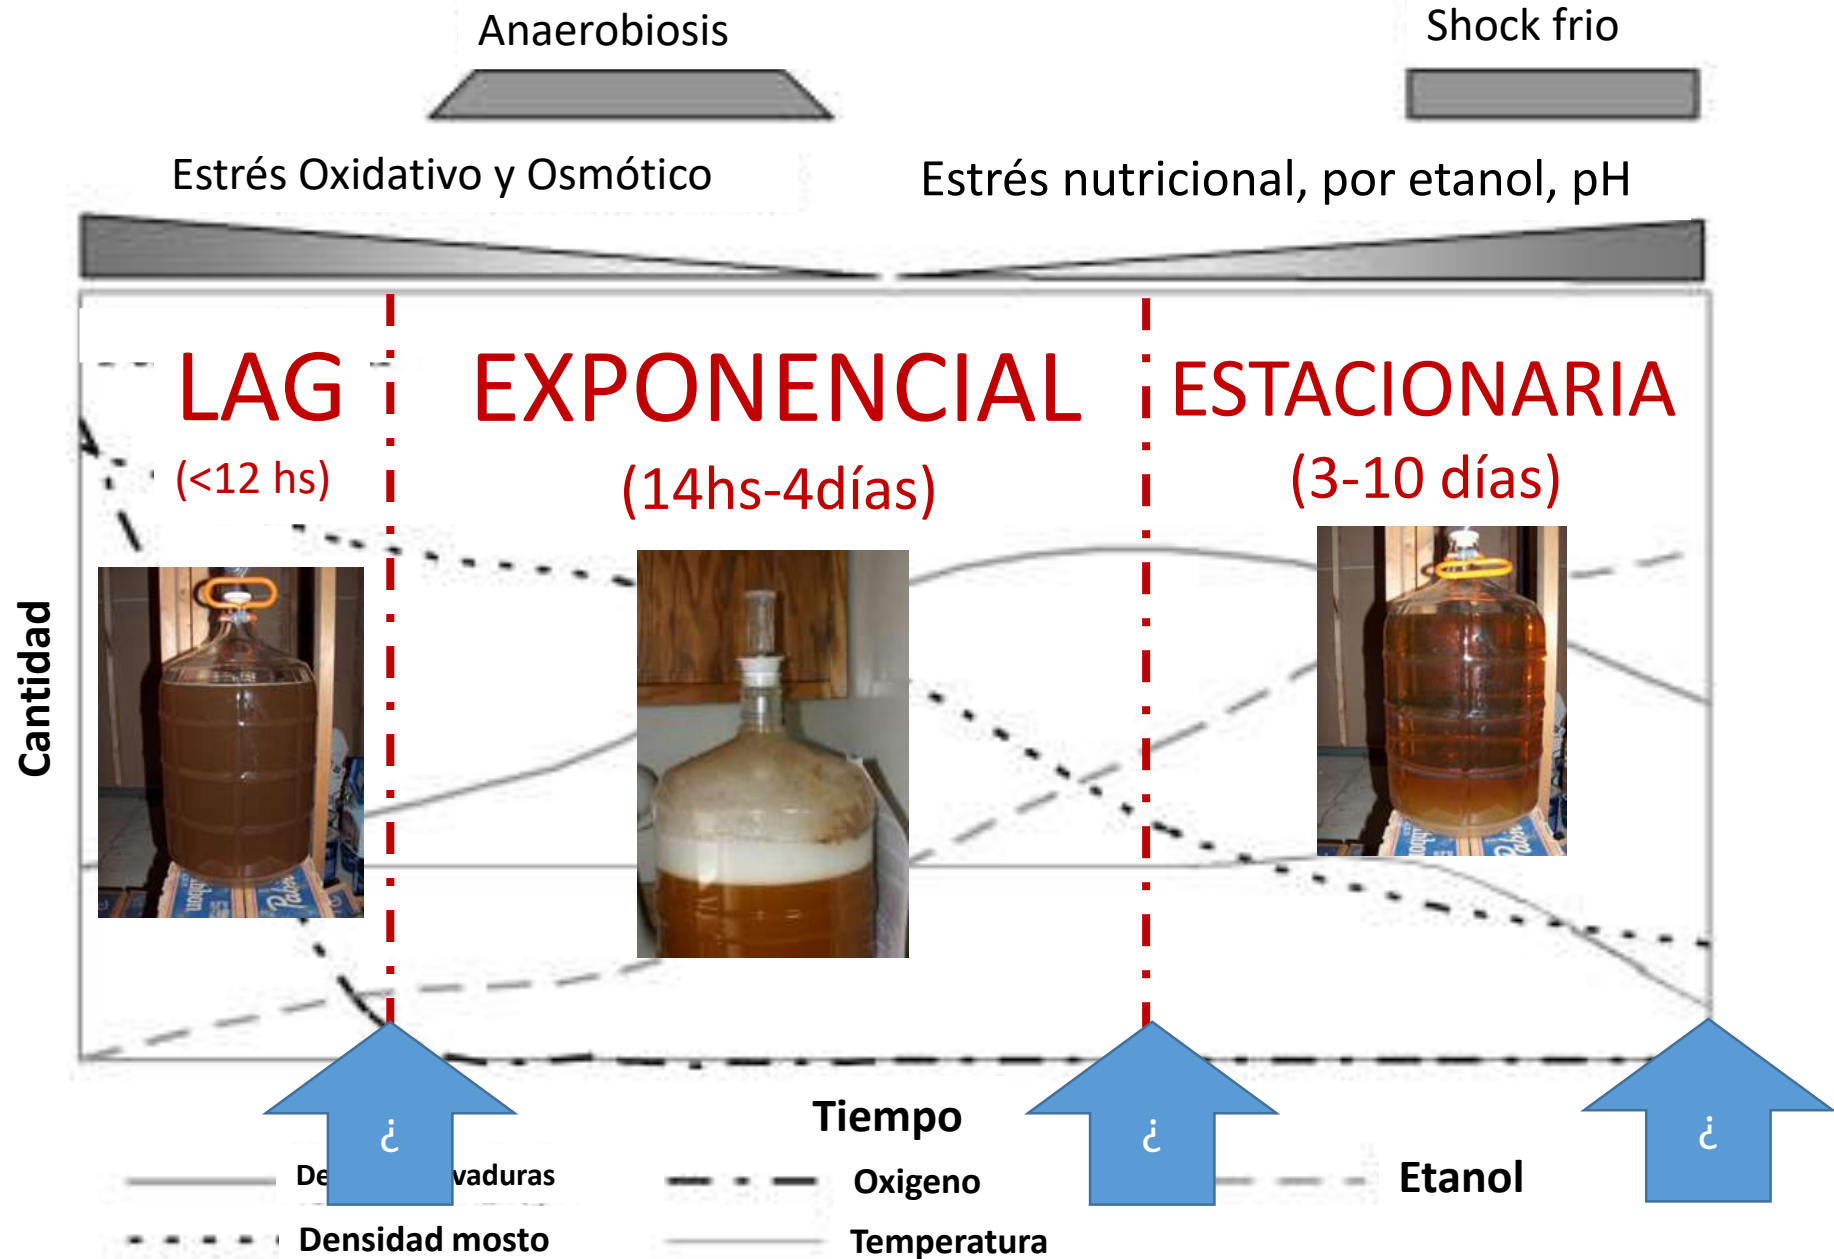 Anaerobiosis
Shock frio
Estrés Oxidativo y Osmótico
Estrés nutricional, por etanol, pH
LAG
(<12 hs)
EXPONENCIAL
(14hs-4días)
ESTACIONARIA
(3-10 días)
Cantidad
Tiempo
¿
¿
¿
De vaduras
Oxigeno
Etanol
Densidad mosto
Temperatura